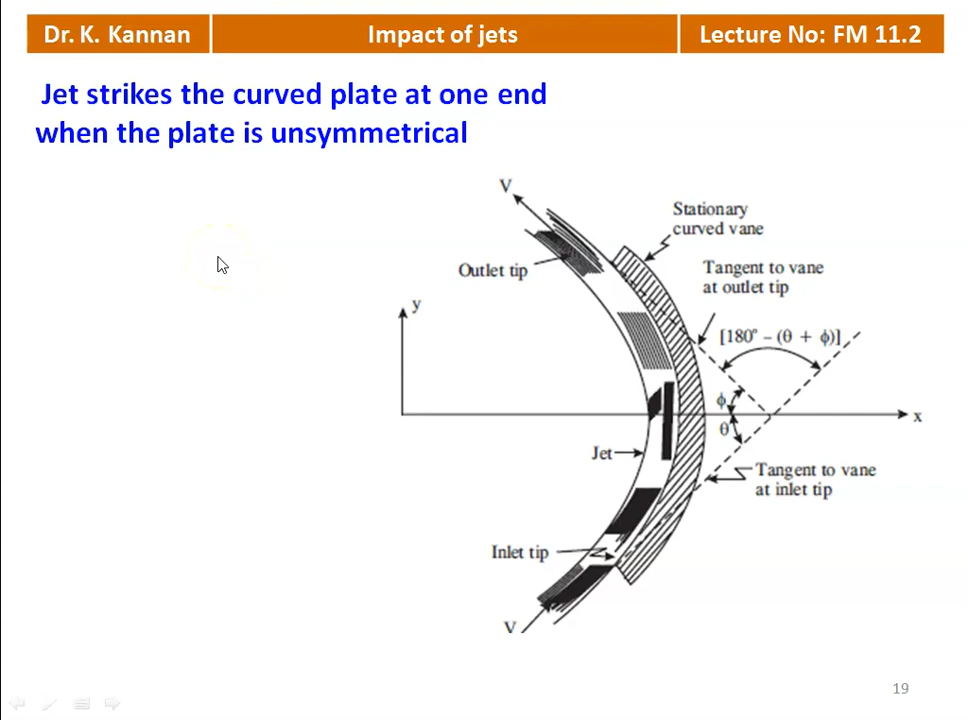 Dr. K. Kannan
Impact of jets
Lecture No: FM 11.2
Jet strikes the curved plate at one end
when the plate is unsymmetrical
V
Stationary
curved vane
Outlet tip
Tangent to vane
at outlet tip
y
[180° – (θ + ϕ)]
ϕ
x
θ
Jet
Tangent to vane
at inlet tip
Inlet tip
V
19